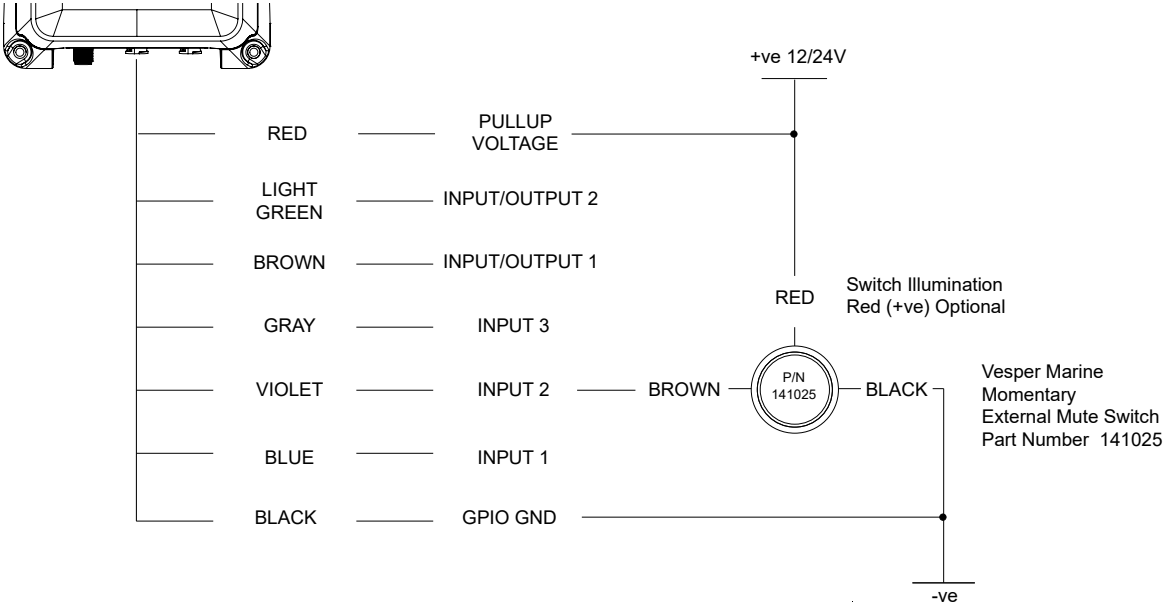 +ve 12/24V
RED
PULLUP
VOLTAGE
LIGHT
GREEN
INPUT/OUTPUT 2
BROWN
INPUT/OUTPUT 1
RED
Switch Illumination
Red (+ve) Optional
GRAY
INPUT 3
VIOLET
INPUT 2
BROWN
P/N
141025
BLACK
Vesper Marine
Momentary
External Mute Switch
Part Number 141025
BLUE
INPUT 1
BLACK
GPIO GND
-ve